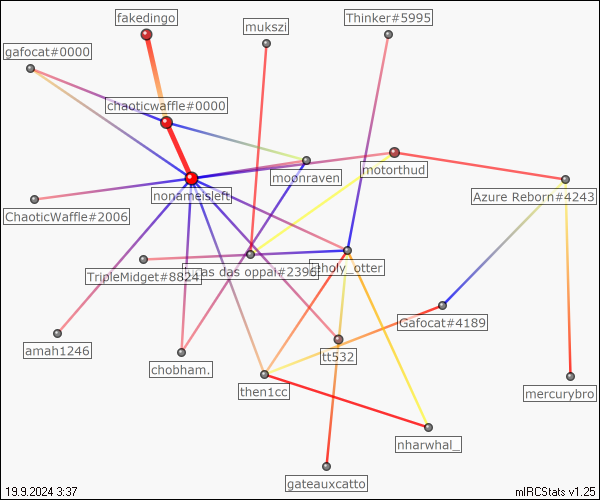 fakedingo
mukszi
Thinker#5995
gafocat#0000
chaoticwaffle#0000
moonraven
motorthud
nonameisleft
Azure Reborn#4243
ChaoticWaffle#2006
das oppai#2396
TripleMidget#8824
Gafocat#4189
amah1246
chobham.
tt532
then1cc
mercurybro
nharwhal_
gateauxcatto
19.9.2024 3:37
mIRCStats v1.25